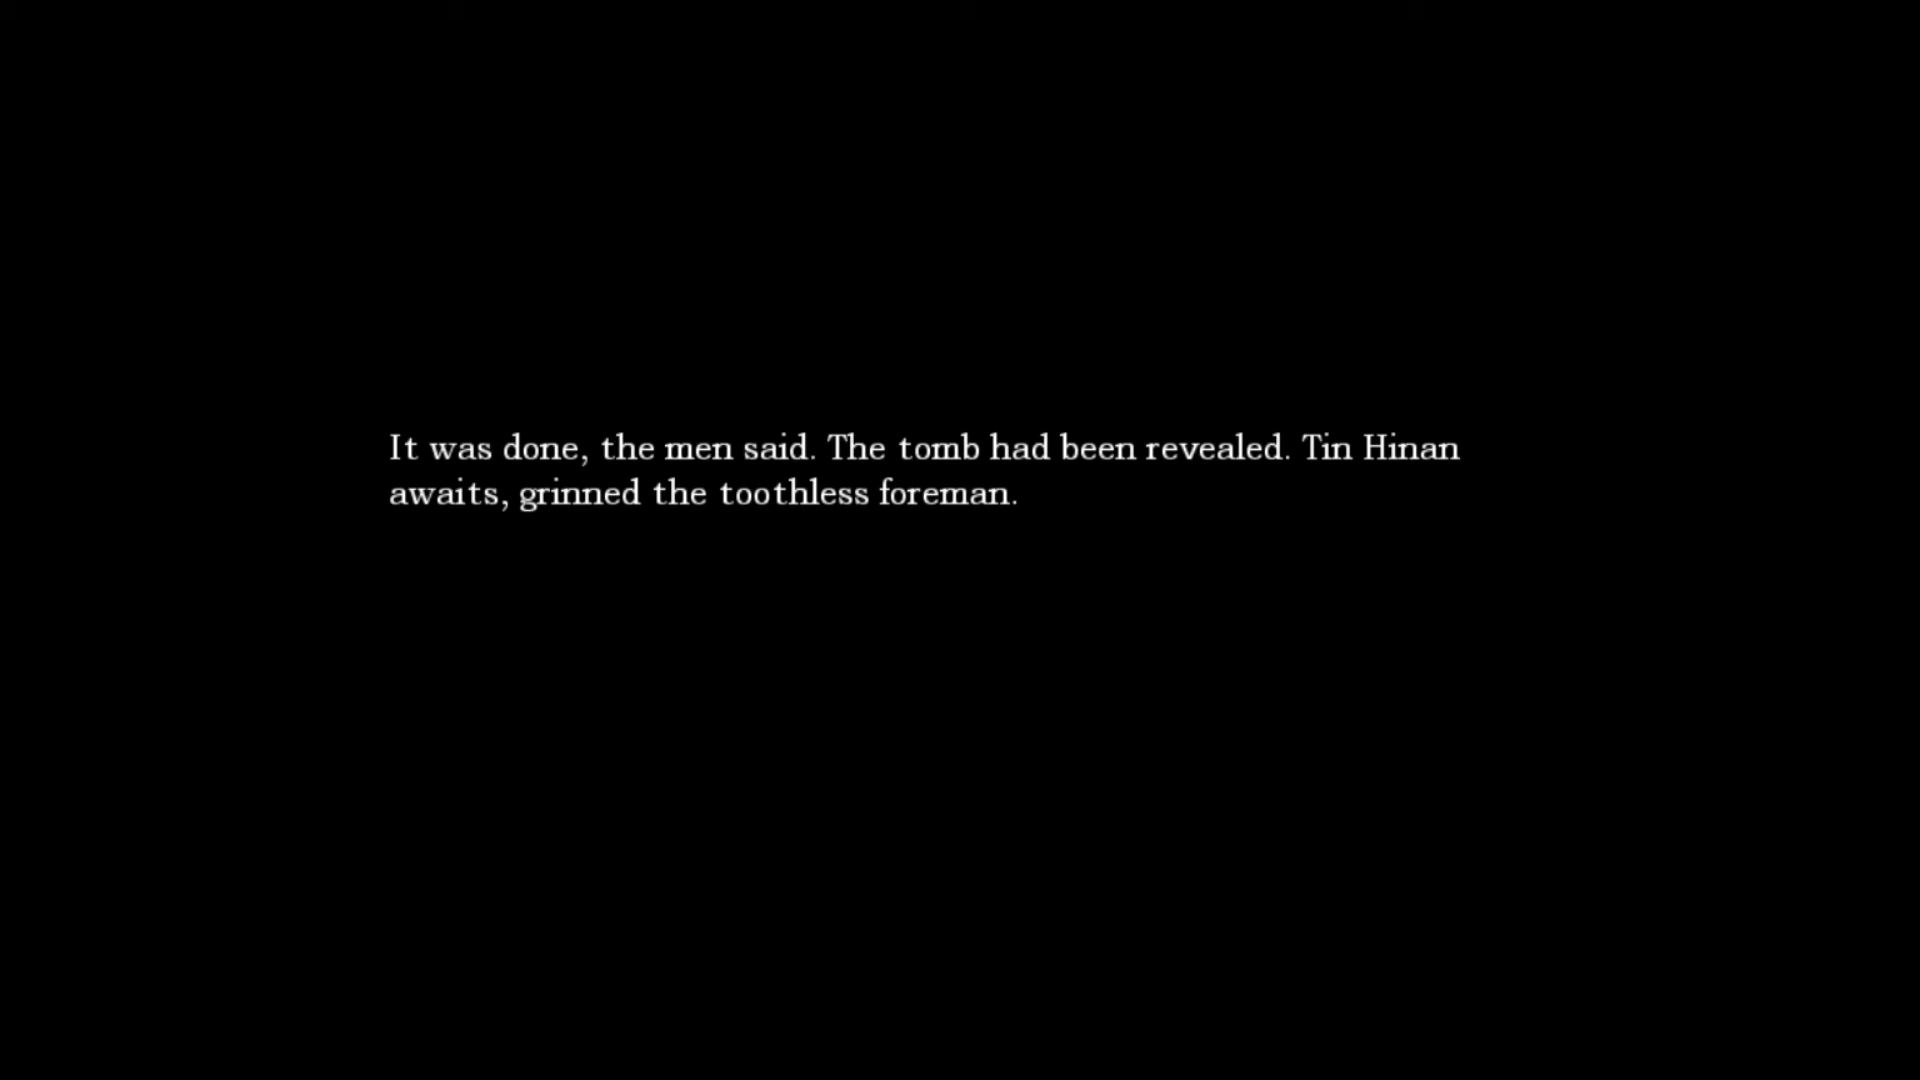 It was done, the men said. The tomb had been revealed. Tin Hinan
awaits, grinned the toothless foreman.